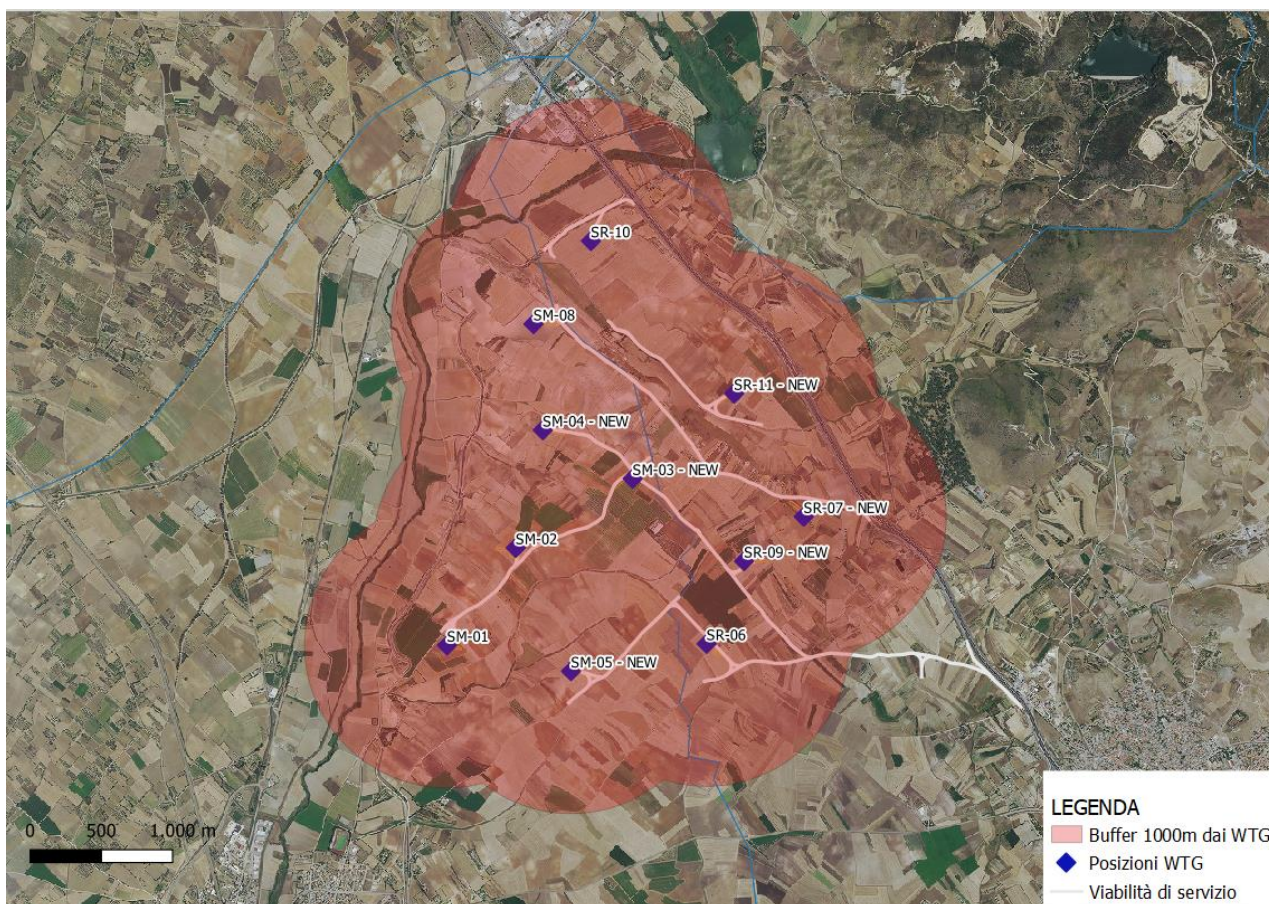 SR-10
SM-08
SR-11 - NEW
SM-04 - NEW
SM-03 - NEW
SR-07 - NEW
SM-02
SR-09 - NEW
SM-01
SR-06
SM-05 - NEW
0 500 1.000 m
LEGENDA
Buffer 1000m dai WTG
Posizioni WTG
Viabilità di servizio